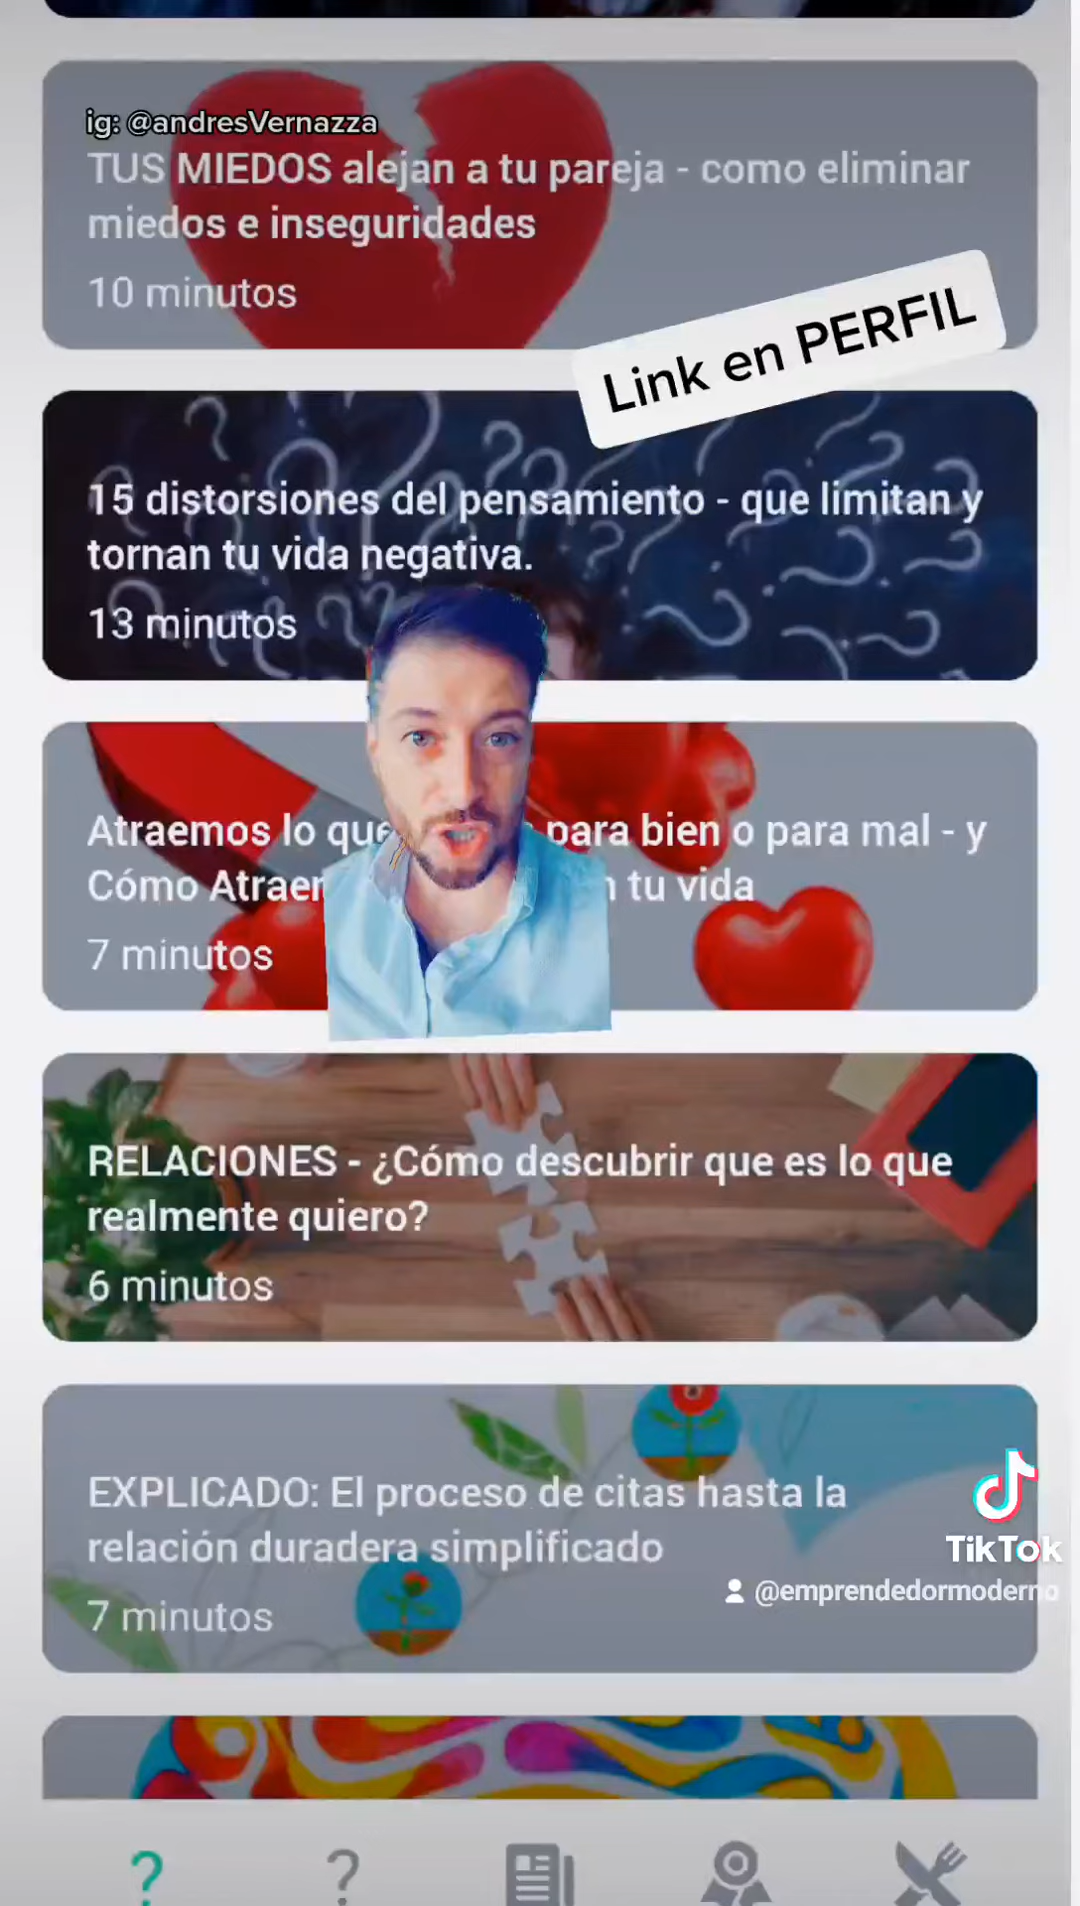 ig: @andresVernazza
TUS MIEDOS alejan a tu pareja - como eliminar
miedos e inseguridades
10 minutos
Link en PERFIL
15 distorsiones del pensamiento - que limitan y
tornan tu vida negativa.
13 minutos
Atraemos lo que para bien o para mal - y
Cómo Atraer tu vida
7 minutos
RELACIONES - ¿Cómo descubrir que es lo que
realmente quiero?
6 minutos
EXPLICADO: El proceso de citas hasta la
relación duradera simplificado
7 minutos
TikTok
@emprendedormoderno